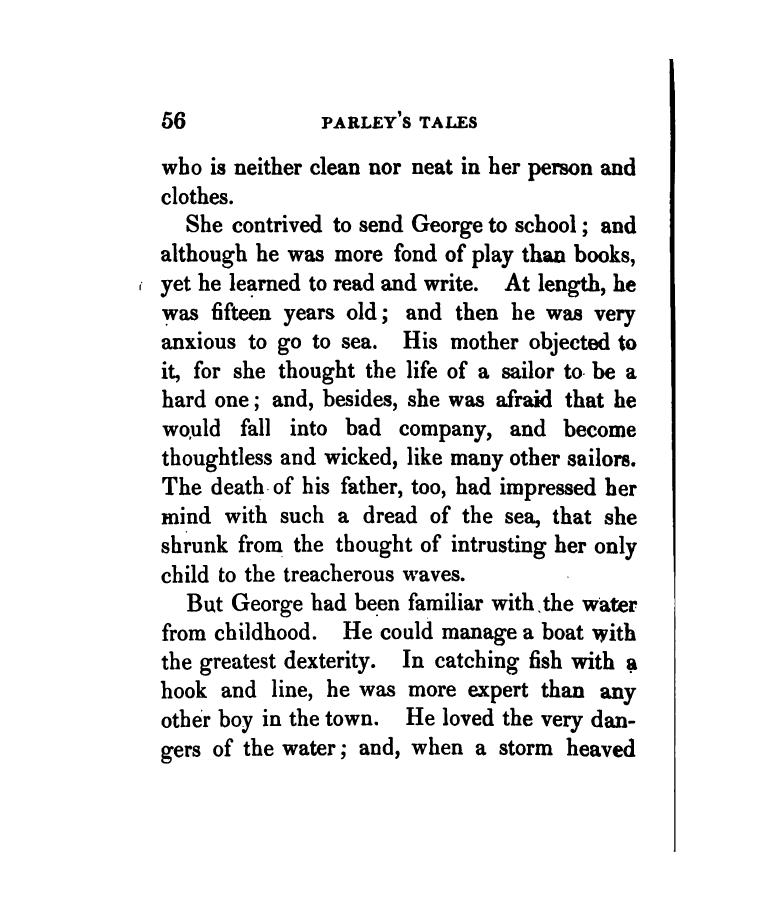 56 PARLEY'S TALES
who is neither clean nor neat in her person and
clothes.
She contrived to send George to school; and
although he was more fond of play than books,
yet he learned to read and write. At length, he
was fifteen years old; and then he was very
anxious to go to sea. His mother objected to
it, for she thought the life of a sailor to be a
hard one; and, besides, she was afraid that he
would fall into bad company, and become
thoughtless and wicked, like many other sailors.
The death of his father, too, had impressed her
mind with such a dread of the sea, that she
shrunk from the thought of intrusting her only
child to the treacherous waves.
But George had been familiar with the water
from childhood. He could manage a boat with
the greatest dexterity. In catching fish with a
hook and line, he was more expert than any
other boy in the town. He loved the very dan-
gers of the water; and, when a storm heaved